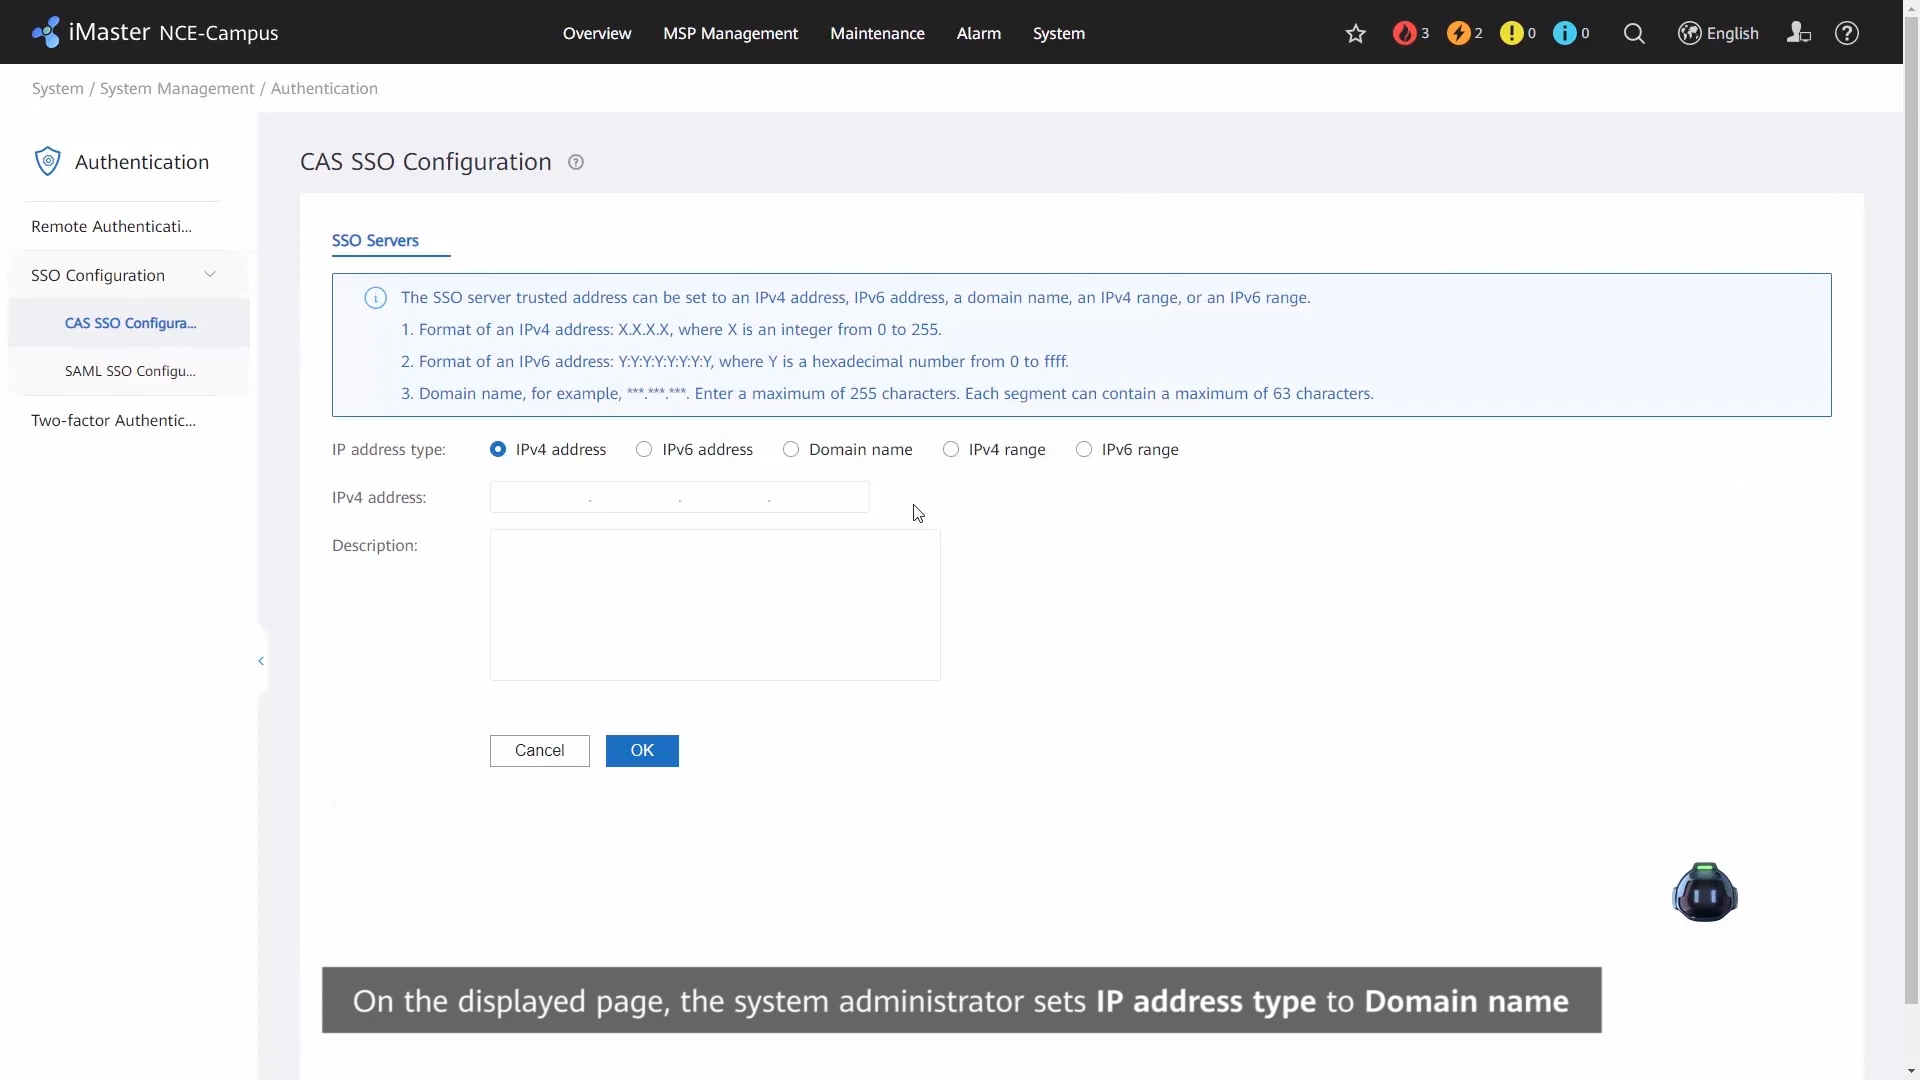 iMaster NCE-Campus
Overview MSP Management Maintenance Alarm System
3 2 0 0 English
System / System Management / Authentication
Authentication
Remote Authenticati...
SSO Configuration
CAS SSO Configura...
SAML SSO Configu...
Two-factor Authentic...
CAS SSO Configuration
SSO Servers
The SSO server trusted address can be set to an IPv4 address, IPv6 address, a domain name, an IPv4 range, or an IPv6 range.
1. Format of an IPv4 address: X.X.X.X, where X is an integer from 0 to 255.
2. Format of an IPv6 address: Y:Y:Y:Y:Y:Y:Y:Y, where Y is a hexadecimal number from 0 to ffff.
3. Domain name, for example, ***.***.***. Enter a maximum of 255 characters. Each segment can contain a maximum of 63 characters.
IP address type: IPv4 address IPv6 address Domain name IPv4 range IPv6 range
IPv4 address: . . .
Description:
Cancel OK
On the displayed page, the system administrator sets IP address type to Domain name